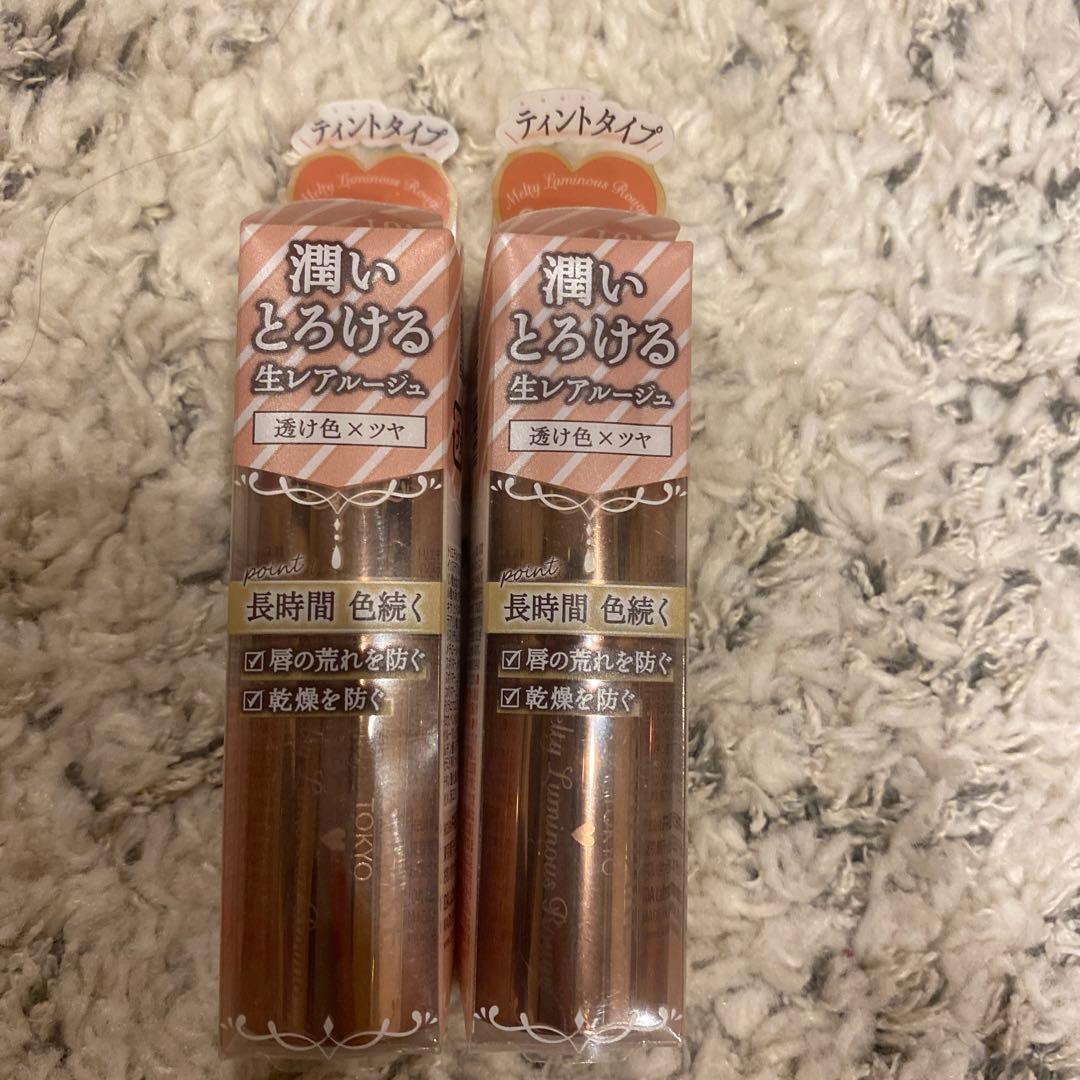 ティントタイプ
Melty Luminous Rouge
潤い
とろける
生レアルージュ
透け色×ツヤ
point
長時間 色続く
唇の荒れを防ぐ
乾燥を防ぐ
TOKYO
ティントタイプ
Melty Luminous Rouge
潤い
とろける
生レアルージュ
透け色×ツヤ
point
長時間 色続く
唇の荒れを防ぐ
乾燥を防ぐ
Luminous